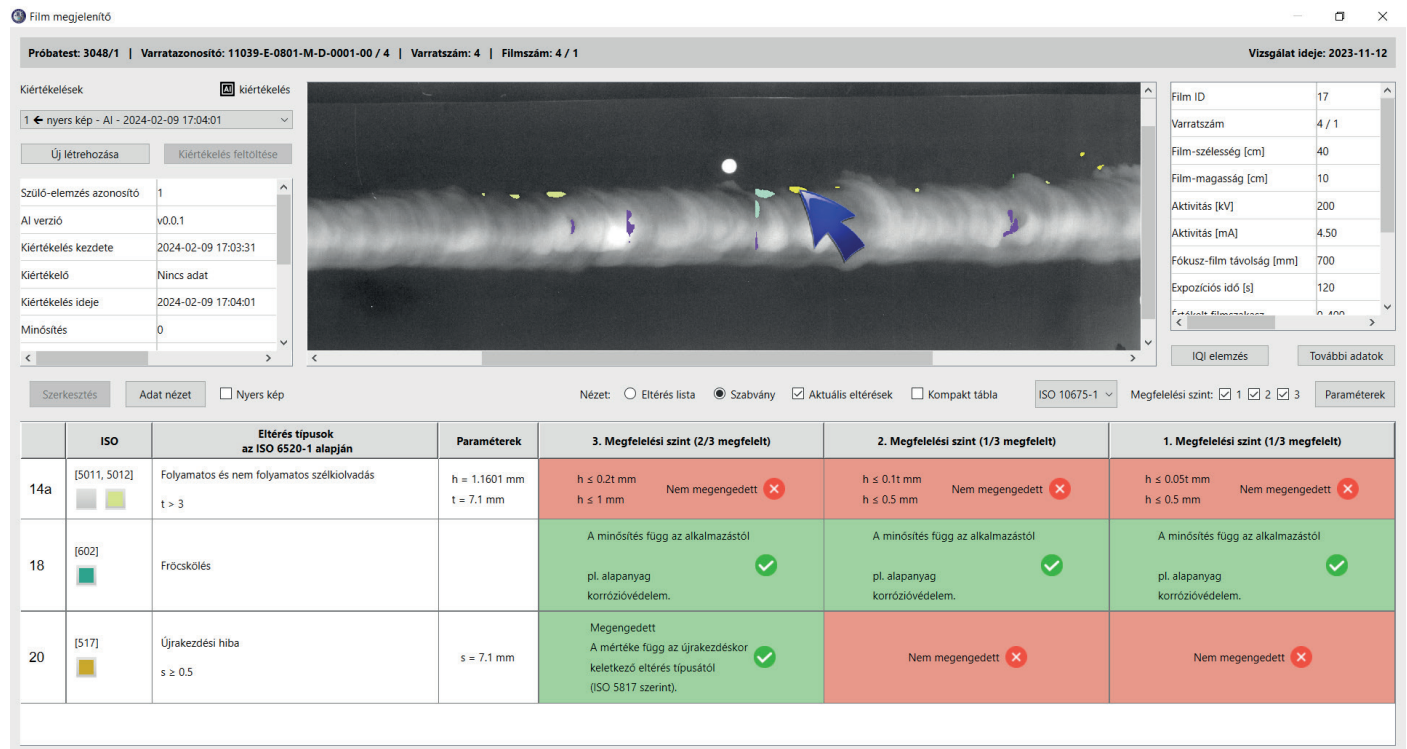 Film megjelenítő
Próbatest: 3048/1 | Varratazonosító: 11039-E-0801-M-D-0001-00 / 4 | Varratszám: 4 | Filmszám: 4 / 1
Vizsgálat ideje: 2023-11-12
Kiértékelések
AI kiértékelés
1 ← nyers kép - AI - 2024-02-09 17:04:01
Új létrehozása
Kiértékelés feltöltése
Szülő-elemzés azonosító 1
AI verzió v0.0.1
Kiértékelés kezdete 2024-02-09 17:03:31
Kiértékelő Nincs adat
Kiértékelés ideje 2024-02-09 17:04:01
Minősítés 0
Film ID 17
Varratszám 4 / 1
Film-szélesség [cm] 40
Film-magasság [cm] 10
Aktivitás [kV] 200
Aktivitás [mA] 4.50
Fókusz-film távolság [mm] 700
Expozíciós idő [s] 120
Értékelt filmszakasz 0-400
IQI elemzés
További adatok
Szerkesztés
Adat nézet
Nyers kép
Nézet: Eltérés lista Szabvány Aktuális eltérések Kompakt tábla
ISO 10675-1
Megfelelési szint: 1 2 3
Paraméterek
ISO
Eltérés típusok
az ISO 6520-1 alapján
Paraméterek
3. Megfelelési szint (2/3 megfelelt)
2. Megfelelési szint (1/3 megfelelt)
1. Megfelelési szint (1/3 megfelelt)
14a
[5011, 5012]
Folyamatos és nem folyamatos szélkiolvadás
t > 3
h = 1.1601 mm
t = 7.1 mm
h ≤ 0.2t mm
h ≤ 1 mm
Nem megengedett
h ≤ 0.1t mm
h ≤ 0.5 mm
Nem megengedett
h ≤ 0.05t mm
h ≤ 0.5 mm
Nem megengedett
18
[602]
Fröcskölés
A minősítés függ az alkalmazástól
pl. alapanyag
korrózióvédelem.
A minősítés függ az alkalmazástól
pl. alapanyag
korrózióvédelem.
A minősítés függ az alkalmazástól
pl. alapanyag
korrózióvédelem.
20
[517]
Újrakezdési hiba
s ≥ 0.5
s = 7.1 mm
Megengedett
A mértéke függ az újrakezdéskor
keletkező eltérés típusától
(ISO 5817 szerint).
Nem megengedett
Nem megengedett